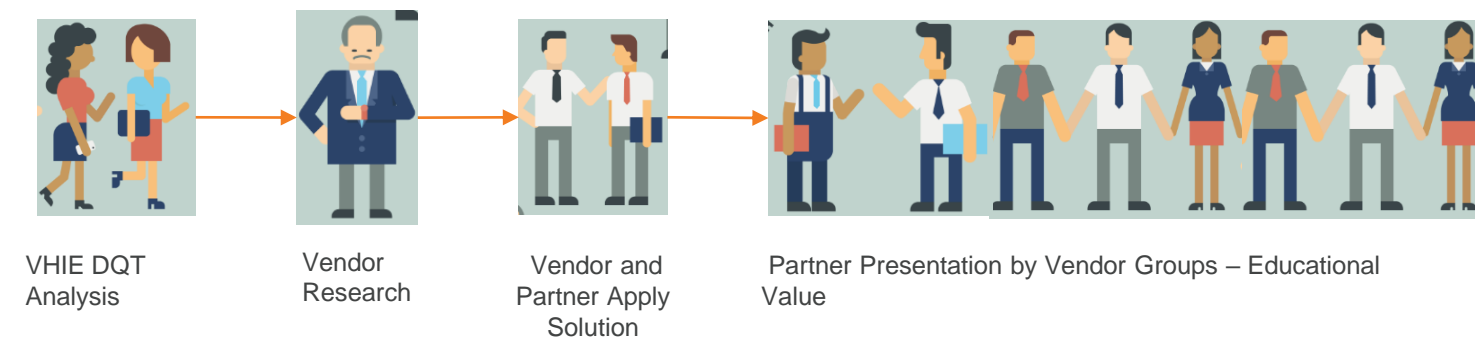 VHIE DQT
Analysis
Vendor
Research
Vendor and
Partner Apply
Solution
Partner Presentation by Vendor Groups – Educational
Value